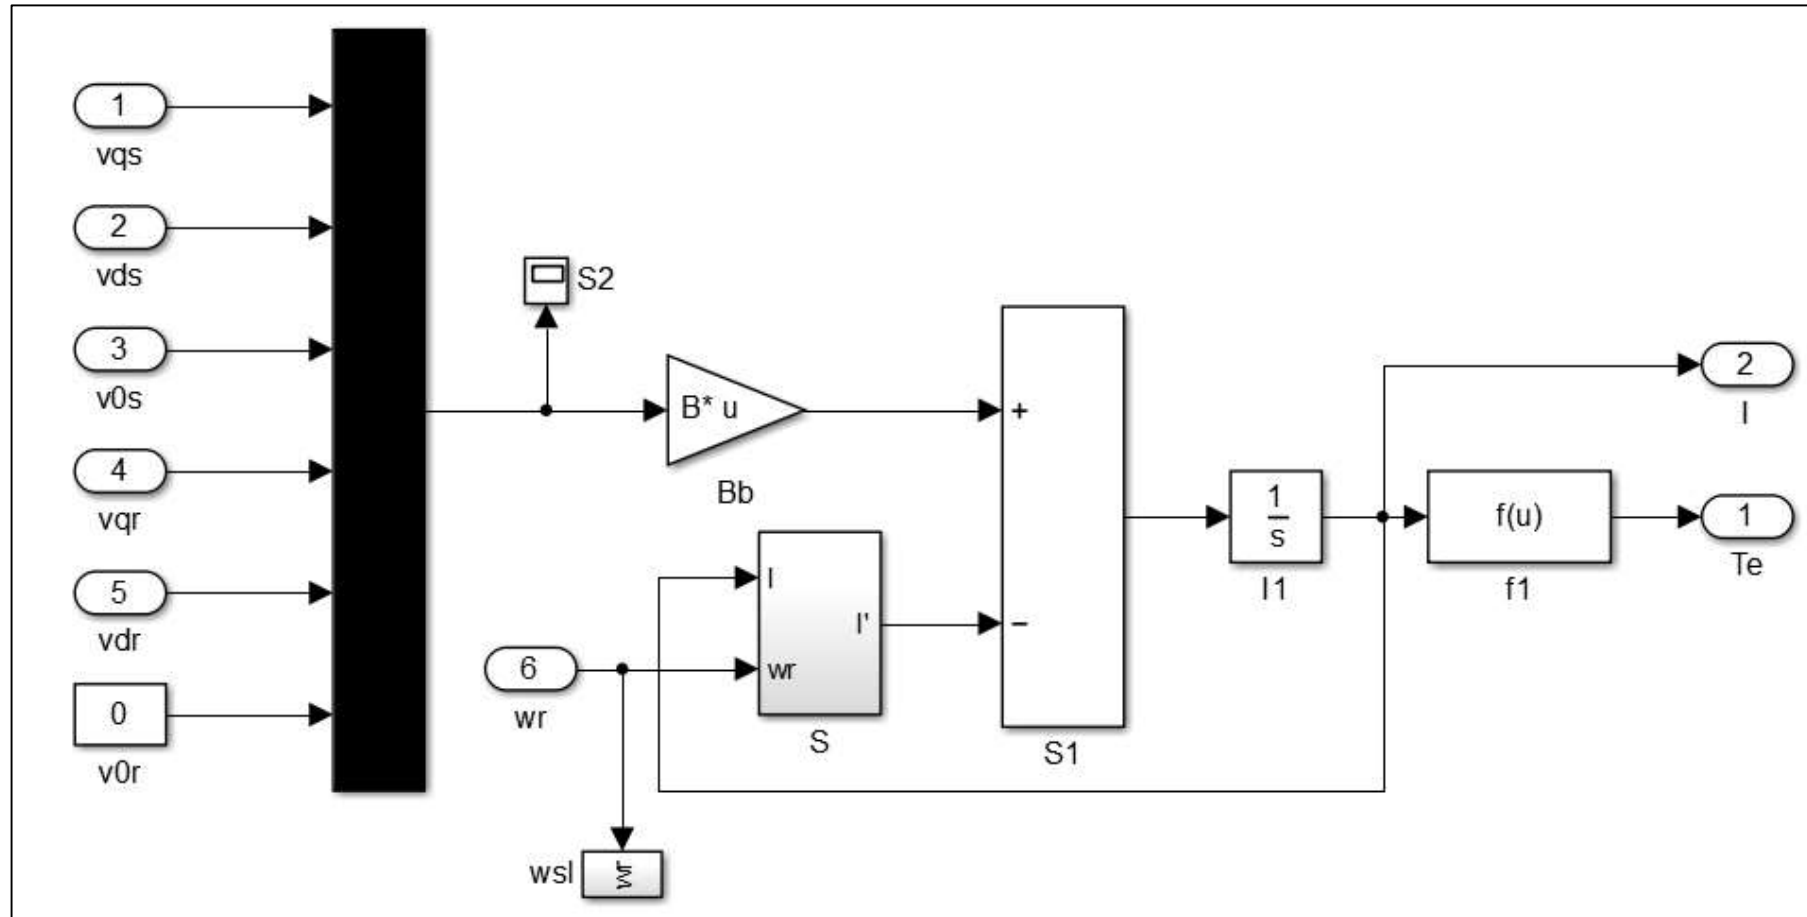 1
vqs
2
vds
3
v0s
4
vqr
5
vdr
0
v0r
S2
B* u
Bb
I
wr
I'
S
6
wr
wsl
wr
+
−
S1
1
s
I1
f(u)
f1
2
I
1
Te